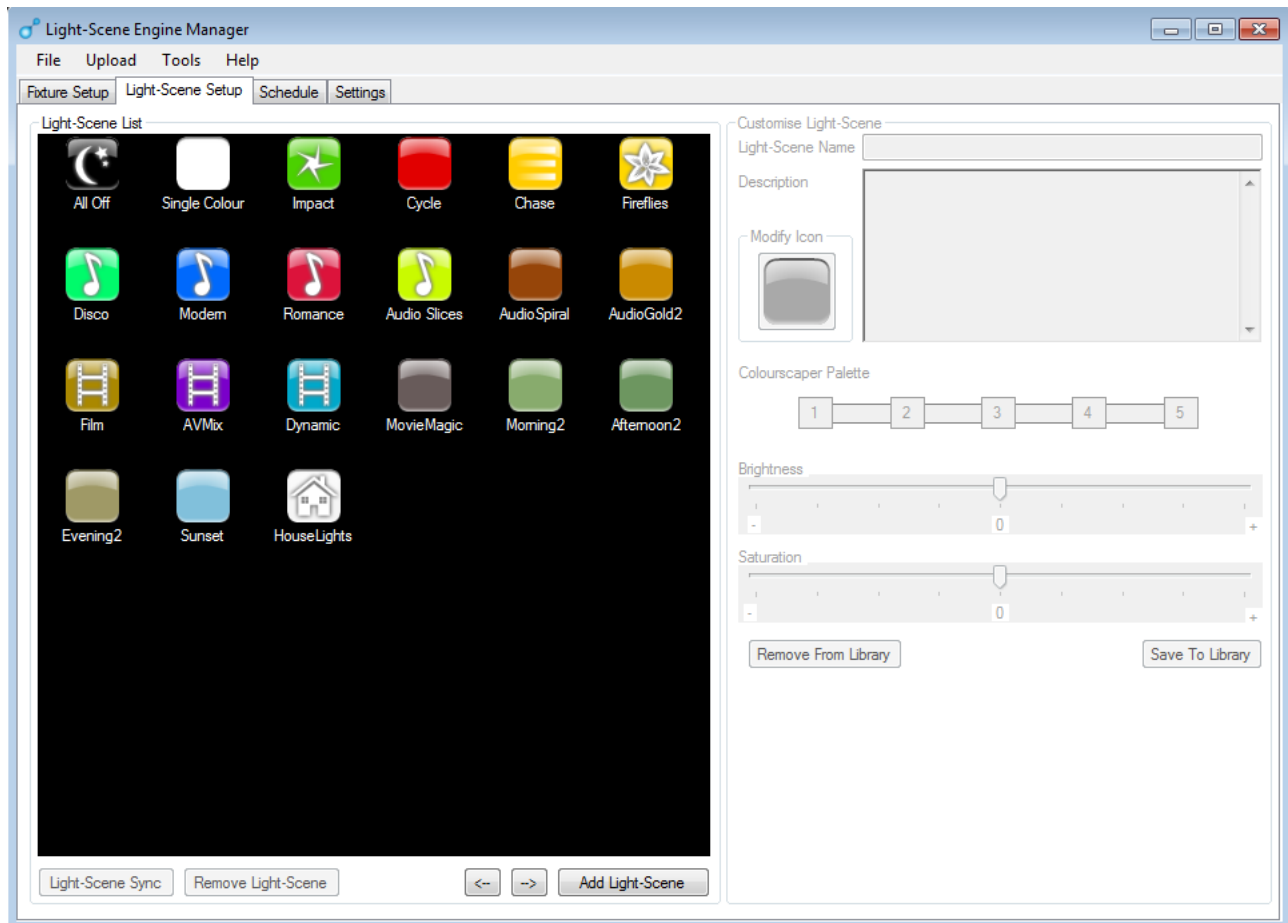 Light-Scene Engine Manager
File Upload Tools Help
Fixture Setup Light-Scene Setup Schedule Settings
Light-Scene List
All Off Single Colour Impact Cycle Chase Fireflies
Disco Modern Romance Audio Slices AudioSpiral AudioGold2
Film AVMix Dynamic MovieMagic Morning2 Afternoon2
Evening2 Sunset HouseLights
Light-Scene Sync Remove Light-Scene <-- --> Add Light-Scene
Customise Light-Scene
Light-Scene Name
Description
Modify Icon
Colourscaper Palette
1 2 3 4 5
Brightness
- 0 +
Saturation
- 0 +
Remove From Library Save To Library